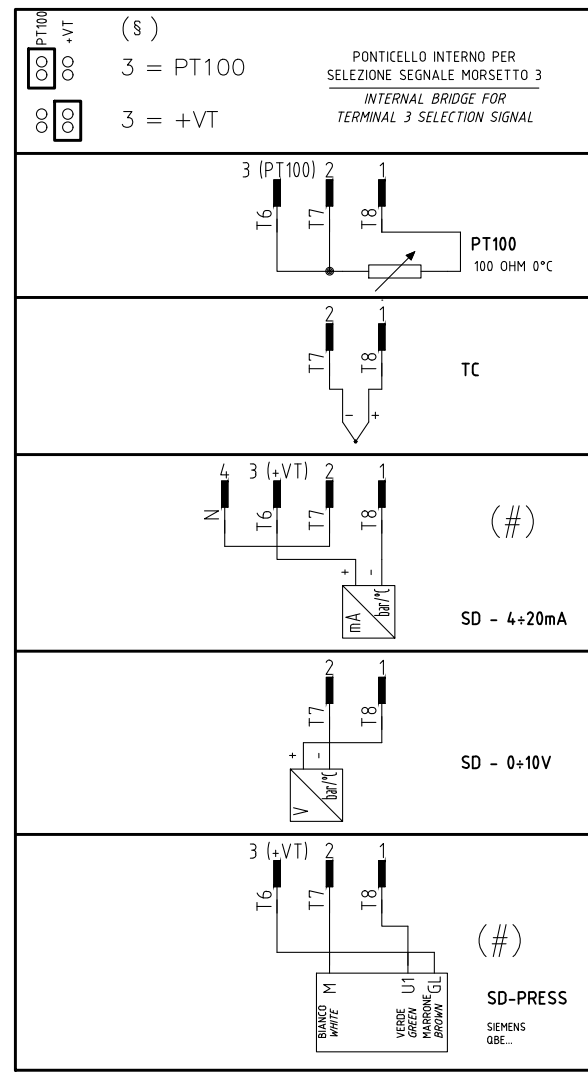 PT100
+VT
(§)
3 = PT100
3 = +VT
PONTICELLO INTERNO PER
SELEZIONE SEGNALE MORSETTO 3
INTERNAL BRIDGE FOR
TERMINAL 3 SELECTION SIGNAL
3 (PT100) 2 1
T6 T7 T8
PT100
100 OHM 0°C
2 1
T7 T8
TC
- +
4 3 (+VT) 2 1
N T6 T7 T8
(#)
+ -
mA bar/°C
SD - 4÷20mA
2 1
T7 T8
+ -
V bar/°C
SD - 0÷10V
3 (+VT) 2 1
T6 T7 T8
(#)
M U1 GL
BIANCO
WHITE
VERDE
GREEN
MARRONE
BROWN
SD-PRESS
SIEMENS
QBE...